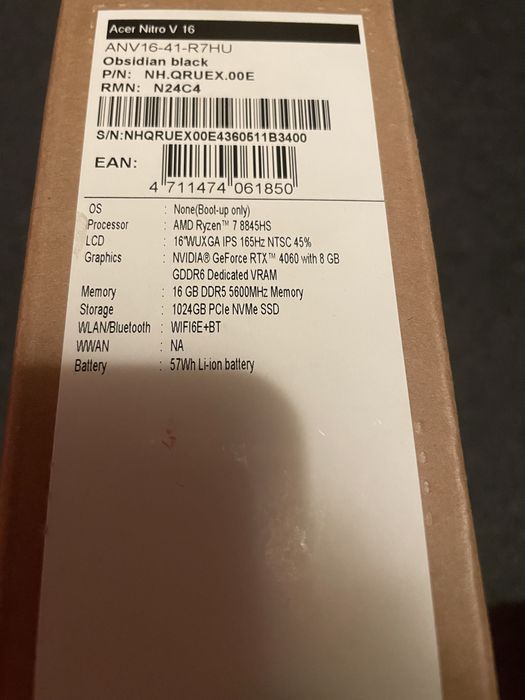 Acer Nitro V 16
ANV16-41-R7HU
Obsidian black
P/N: NH.QRUEX.00E
RMN: N24C4
S/N:NHQRUEX00E4360511B3400
EAN:
4 711474 061850
OS : None(Boot-up only)
Processor : AMD Ryzen™ 7 8845HS
LCD : 16"WUXGA IPS 165Hz NTSC 45%
Graphics : NVIDIA® GeForce RTX™ 4060 with 8 GB
GDDR6 Dedicated VRAM
Memory : 16 GB DDR5 5600MHz Memory
Storage : 1024GB PCIe NVMe SSD
WLAN/Bluetooth : WIFI6E+BT
WWAN : NA
Battery : 57Wh Li-ion battery